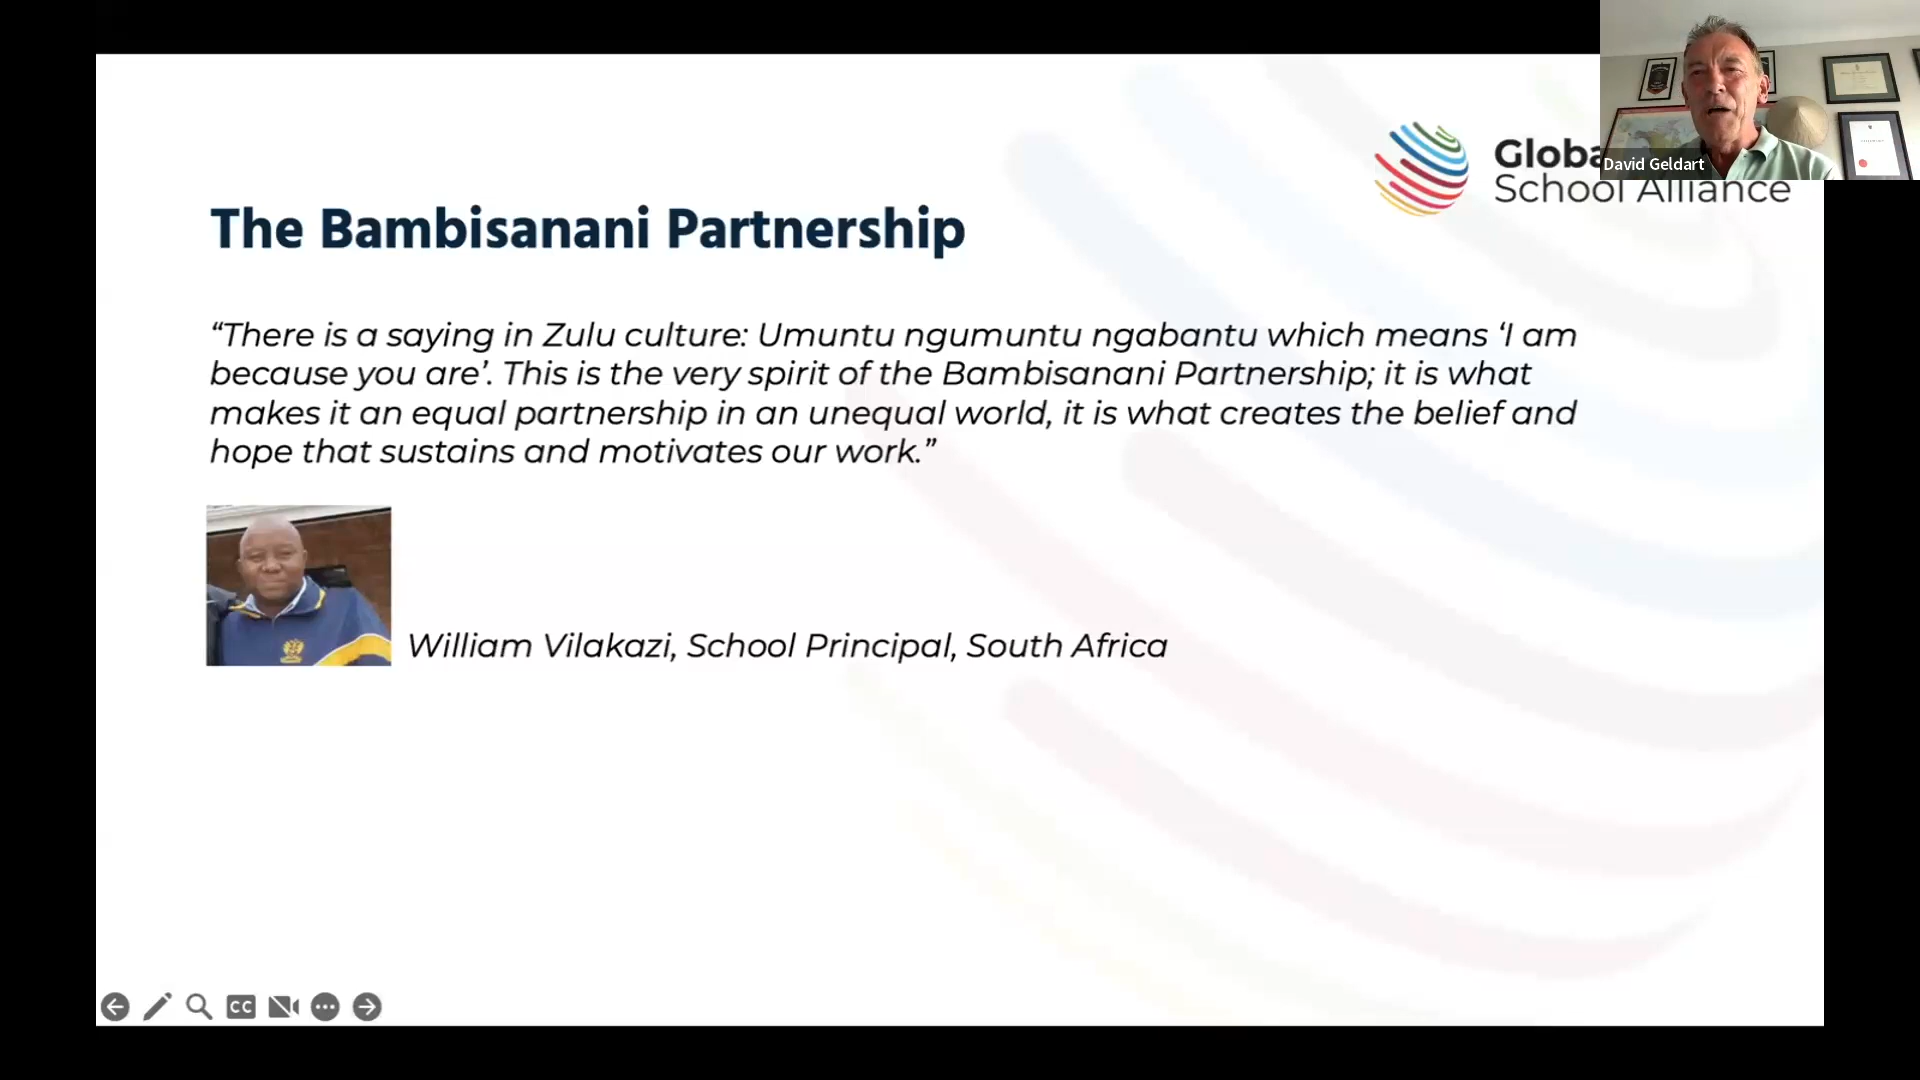 Globa
School Alliance
David Geldart
The Bambisanani Partnership
“There is a saying in Zulu culture: Umuntu ngumuntu ngabantu which means ‘I am
because you are’. This is the very spirit of the Bambisanani Partnership; it is what
makes it an equal partnership in an unequal world, it is what creates the belief and
hope that sustains and motivates our work.”
William Vilakazi, School Principal, South Africa
CC